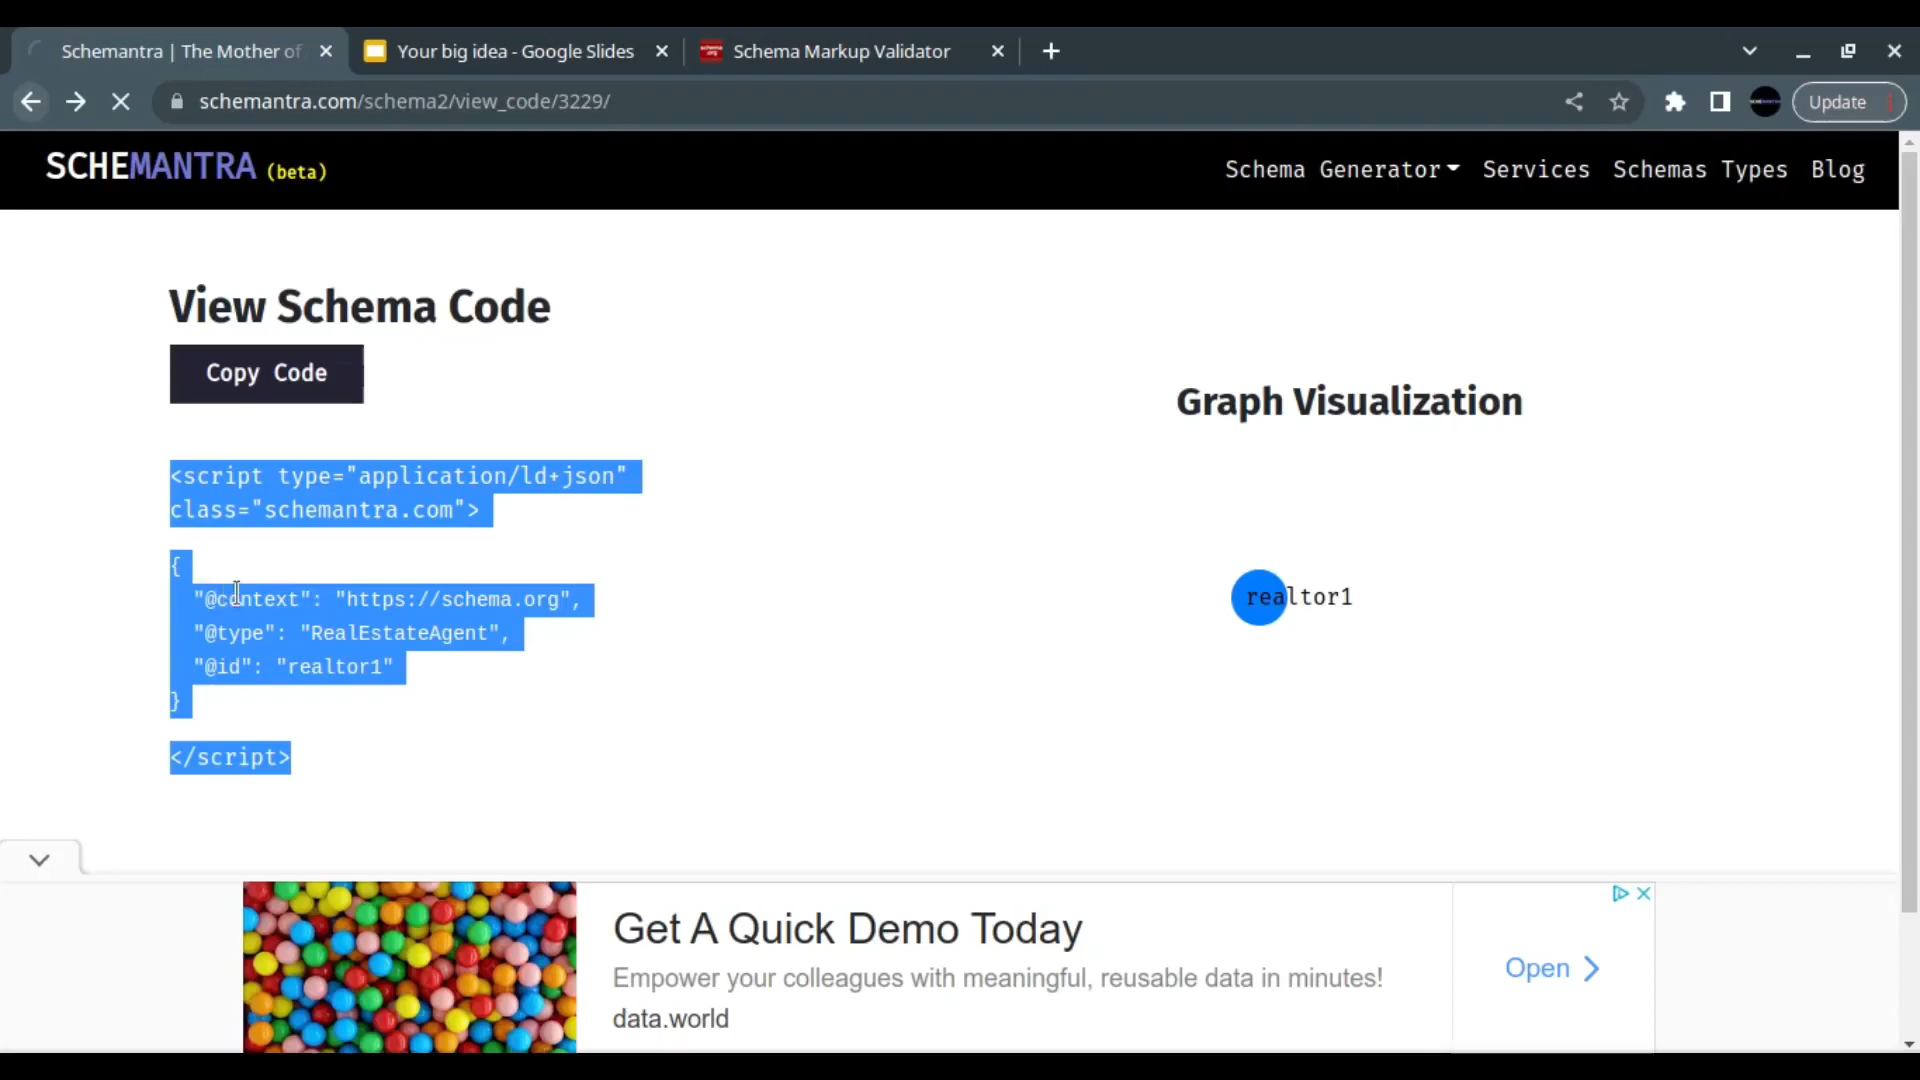 Schemantra | The Mother of
Your big idea - Google Slides
Schema Markup Validator
schemantra.com/schema2/view_code/3229/
Update
SCHEMANTRA (beta)
Schema Generator
Services
Schemas Types
Blog
View Schema Code
Copy Code
Graph Visualization
<script type="application/ld+json"
class="schemantra.com">
{
"@context": "https://schema.org",
"@type": "RealEstateAgent",
"@id": "realtor1"
}
</script>
realtor1
Get A Quick Demo Today
Empower your colleagues with meaningful, reusable data in minutes!
data.world
Open